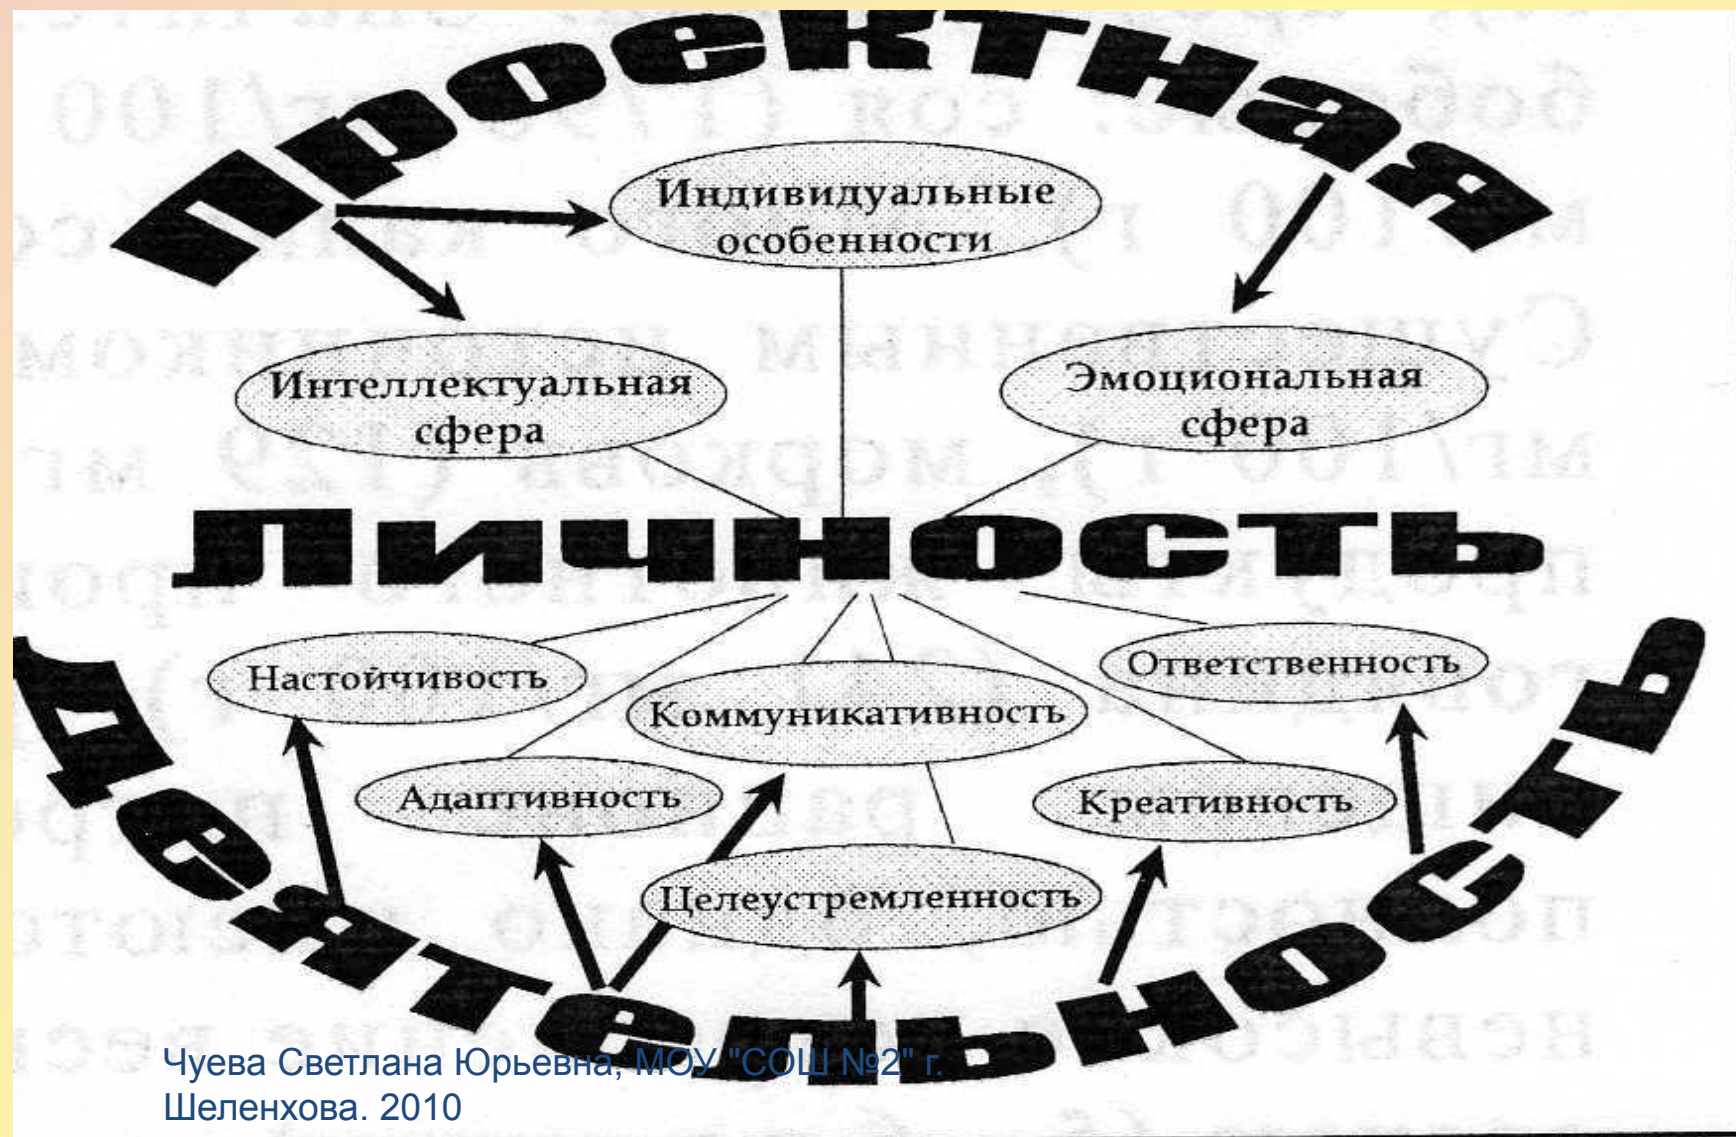 Проектная
Индивидуальные
особенности
Интеллектуальная
сфера
Эмоциональная
сфера
Личность
Настойчивость
Ответственность
Коммуникативность
Адаптивность
Креативность
Целеустремленность
Деятельность
Чуева Светлана Юрьевна, МОУ "СОШ №2" г.
Шеленхова. 2010